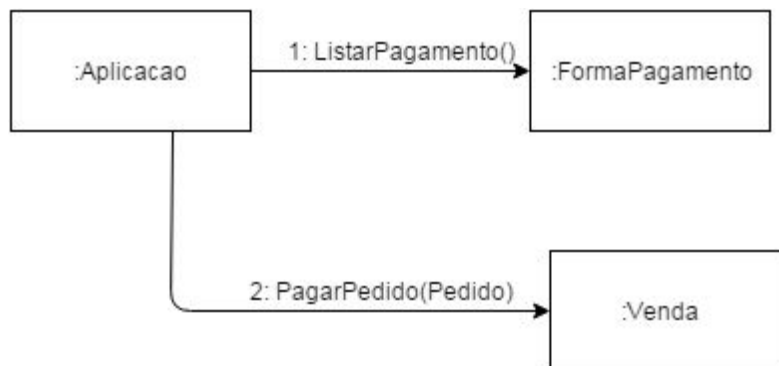 :Aplicacao
1: ListarPagamento()
:FormaPagamento
2: PagarPedido(Pedido)
:Venda